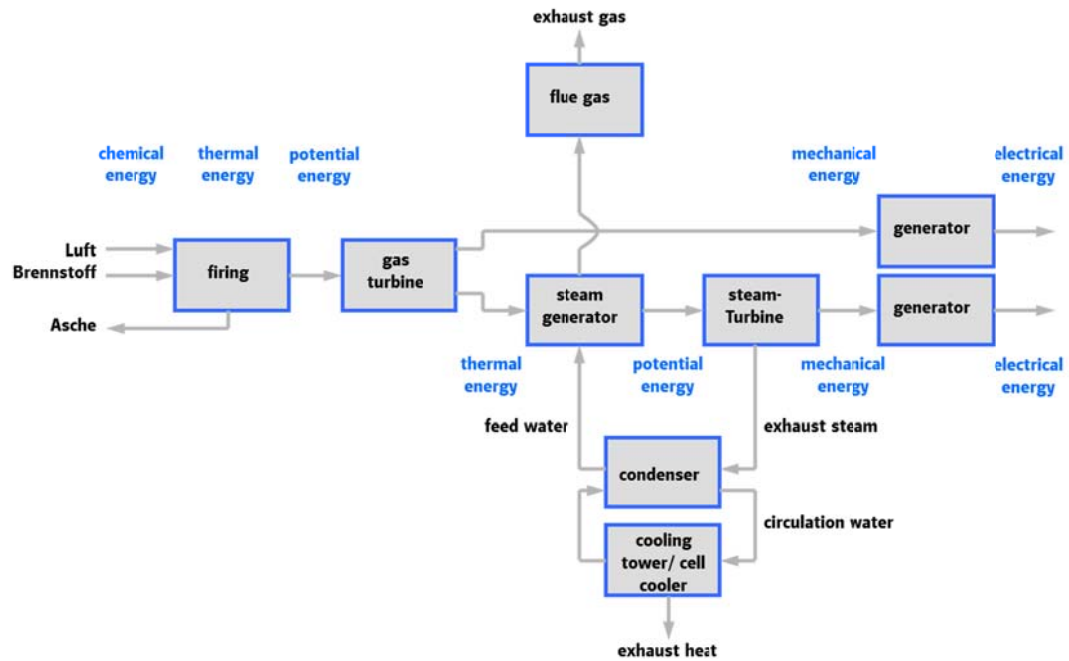 exhaust gas
flue gas
chemical
energy
thermal
energy
potential
energy
mechanical
energy
electrical
energy
Luft
Brennstoff
Asche
firing
gas
turbine
generator
steam
generator
steam-
Turbine
generator
thermal
energy
potential
energy
mechanical
energy
electrical
energy
feed water
exhaust steam
condenser
circulation water
cooling
tower/ cell
cooler
exhaust heat